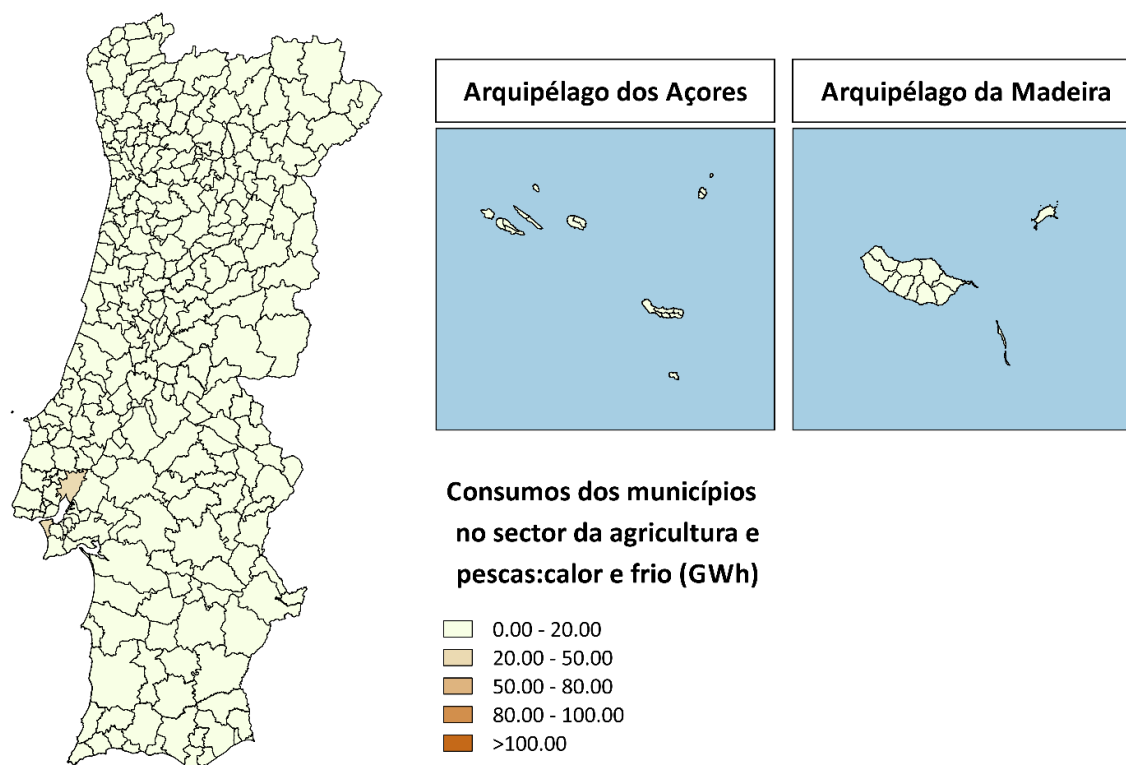 Arquipélago dos Açores
Arquipélago da Madeira
Consumos dos municípios
no sector da agricultura e
pescas:calor e frio (GWh)
0.00 - 20.00
20.00 - 50.00
50.00 - 80.00
80.00 - 100.00
>100.00